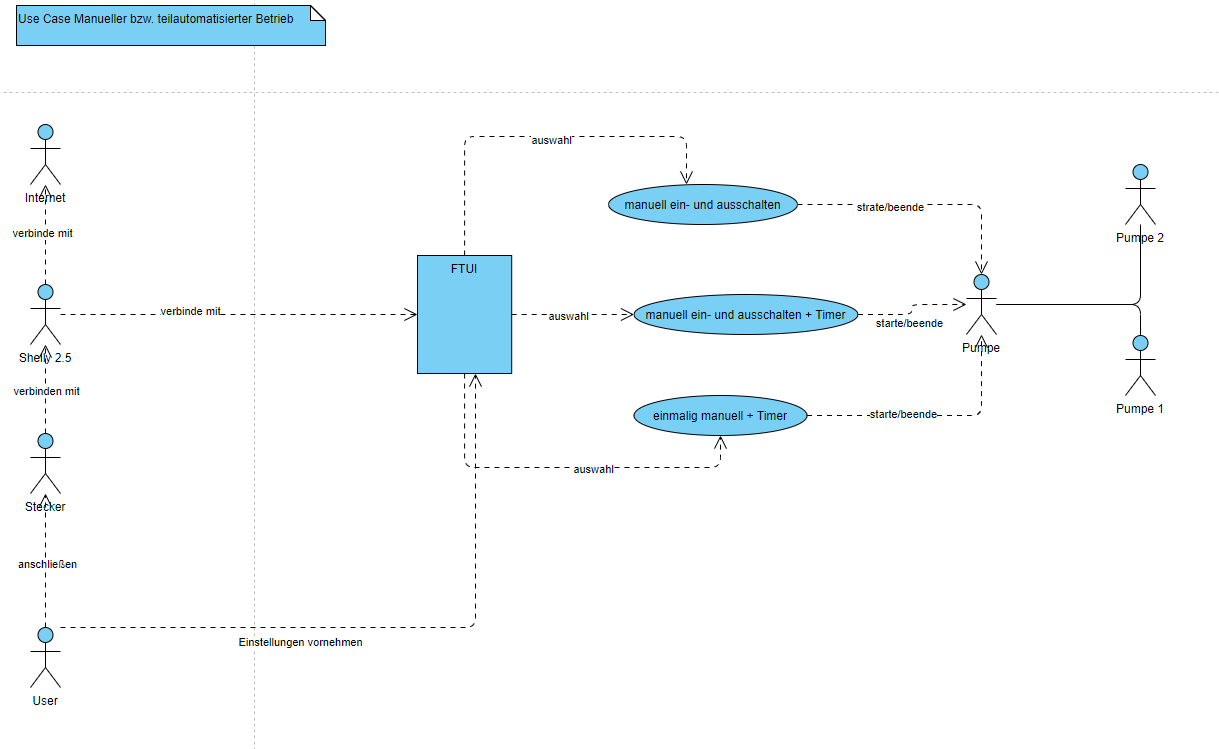 Use Case Manueller bzw. teilautomatisierter Betrieb
auswahl
Internet
manuell ein- und ausschalten
strate/beende
verbinde mit
Pumpe 2
FTUI
verbinde mit
auswahl
manuell ein- und ausschalten + Timer
starte/beende
Shelly 2.5
Pumpe
verbinden mit
Pumpe 1
einmalig manuell + Timer
starte/beende
auswahl
Stecker
anschließen
Einstellungen vornehmen
User